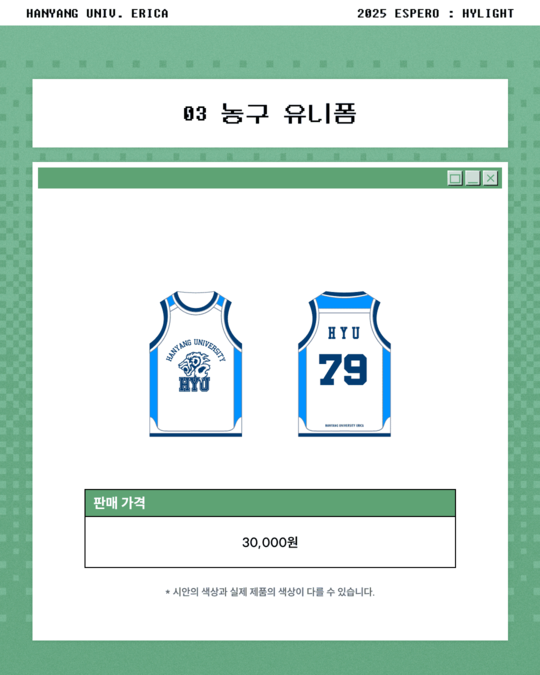 HANYANG UNIV. ERICA
2025 ESPERO : HYLIGHT
03 농구 유니폼
HANYANG UNIVERSITY
HYU
HYU
79
HANYANG UNIVERSITY ERICA
판매 가격
30,000원
* 시안의 색상과 실제 제품의 색상이 다를 수 있습니다.